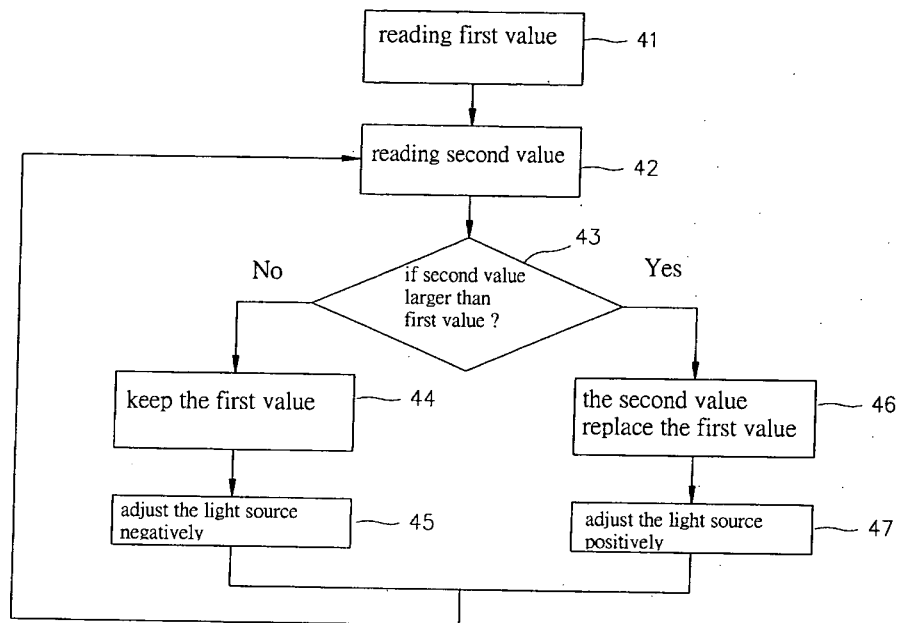 reading first value
41
reading second value
42
43
No
Yes
if second value
larger than
first value ?
keep the first value
44
the second value
replace the first value
46
adjust the light source
negatively
45
adjust the light source
positively
47